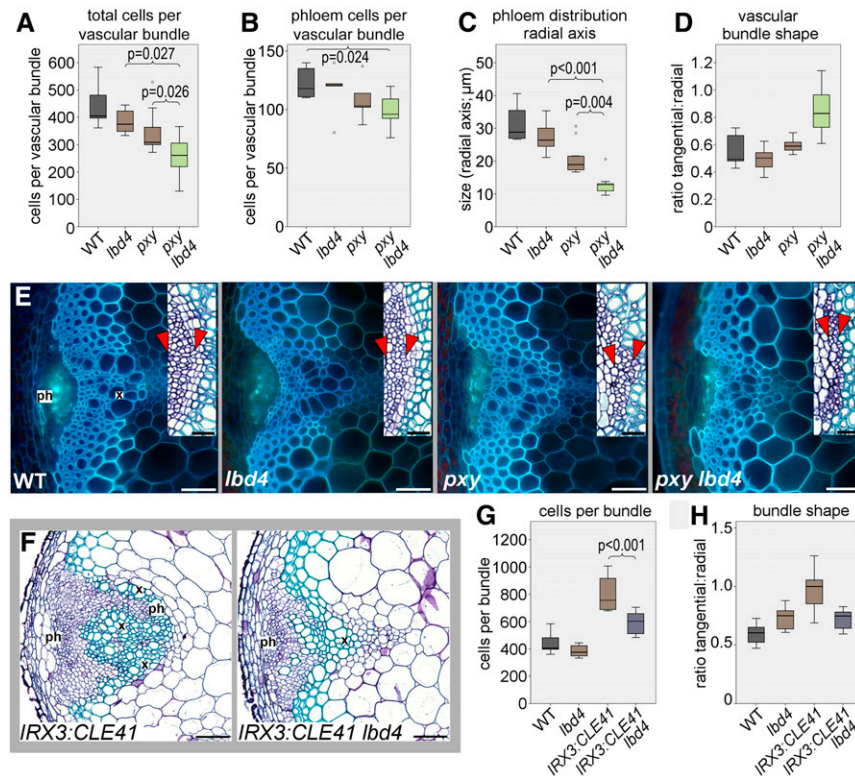 A
total cells per
vascular bundle
p=0.027
p=0.026
cells per vascular bundle
600
500
400
300
200
100
0
WT
lbd4
pxy
pxy
lbd4
B
Phloem cells per
vascular bundle
p=0.024
cells per vascular bundle
150
100
50
0
WT
lbd4
pxy
pxy
lbd4
C
phloem distribution
radial axis
p<0.001
p=0.004
size (radial axis; µm)
50
40
30
20
10
0
WT
lbd4
pxy
pxy
lbd4
D
vascular
bundle shape
ratio tangential:radial
1.2
1.0
0.8
0.6
0.4
0.2
0
WT
lbd4
pxy
pxy
lbd4
E
ph
x
WT
lbd4
pxy
pxy lbd4
F
ph
x
ph
x
x
IRX3:CLE41
ph
x
IRX3:CLE41 lbd4
G
cells per bundle
p<0.001
cells per bundle
1200
1000
800
600
400
200
0
WT
lbd4
IRX3:CLE41
IRX3:CLE41
lbd4
H
bundle shape
ratio tangential:radial
1.5
1.0
0.5
0
WT
lbd4
IRX3:CLE41
IRX3:CLE41
lbd4